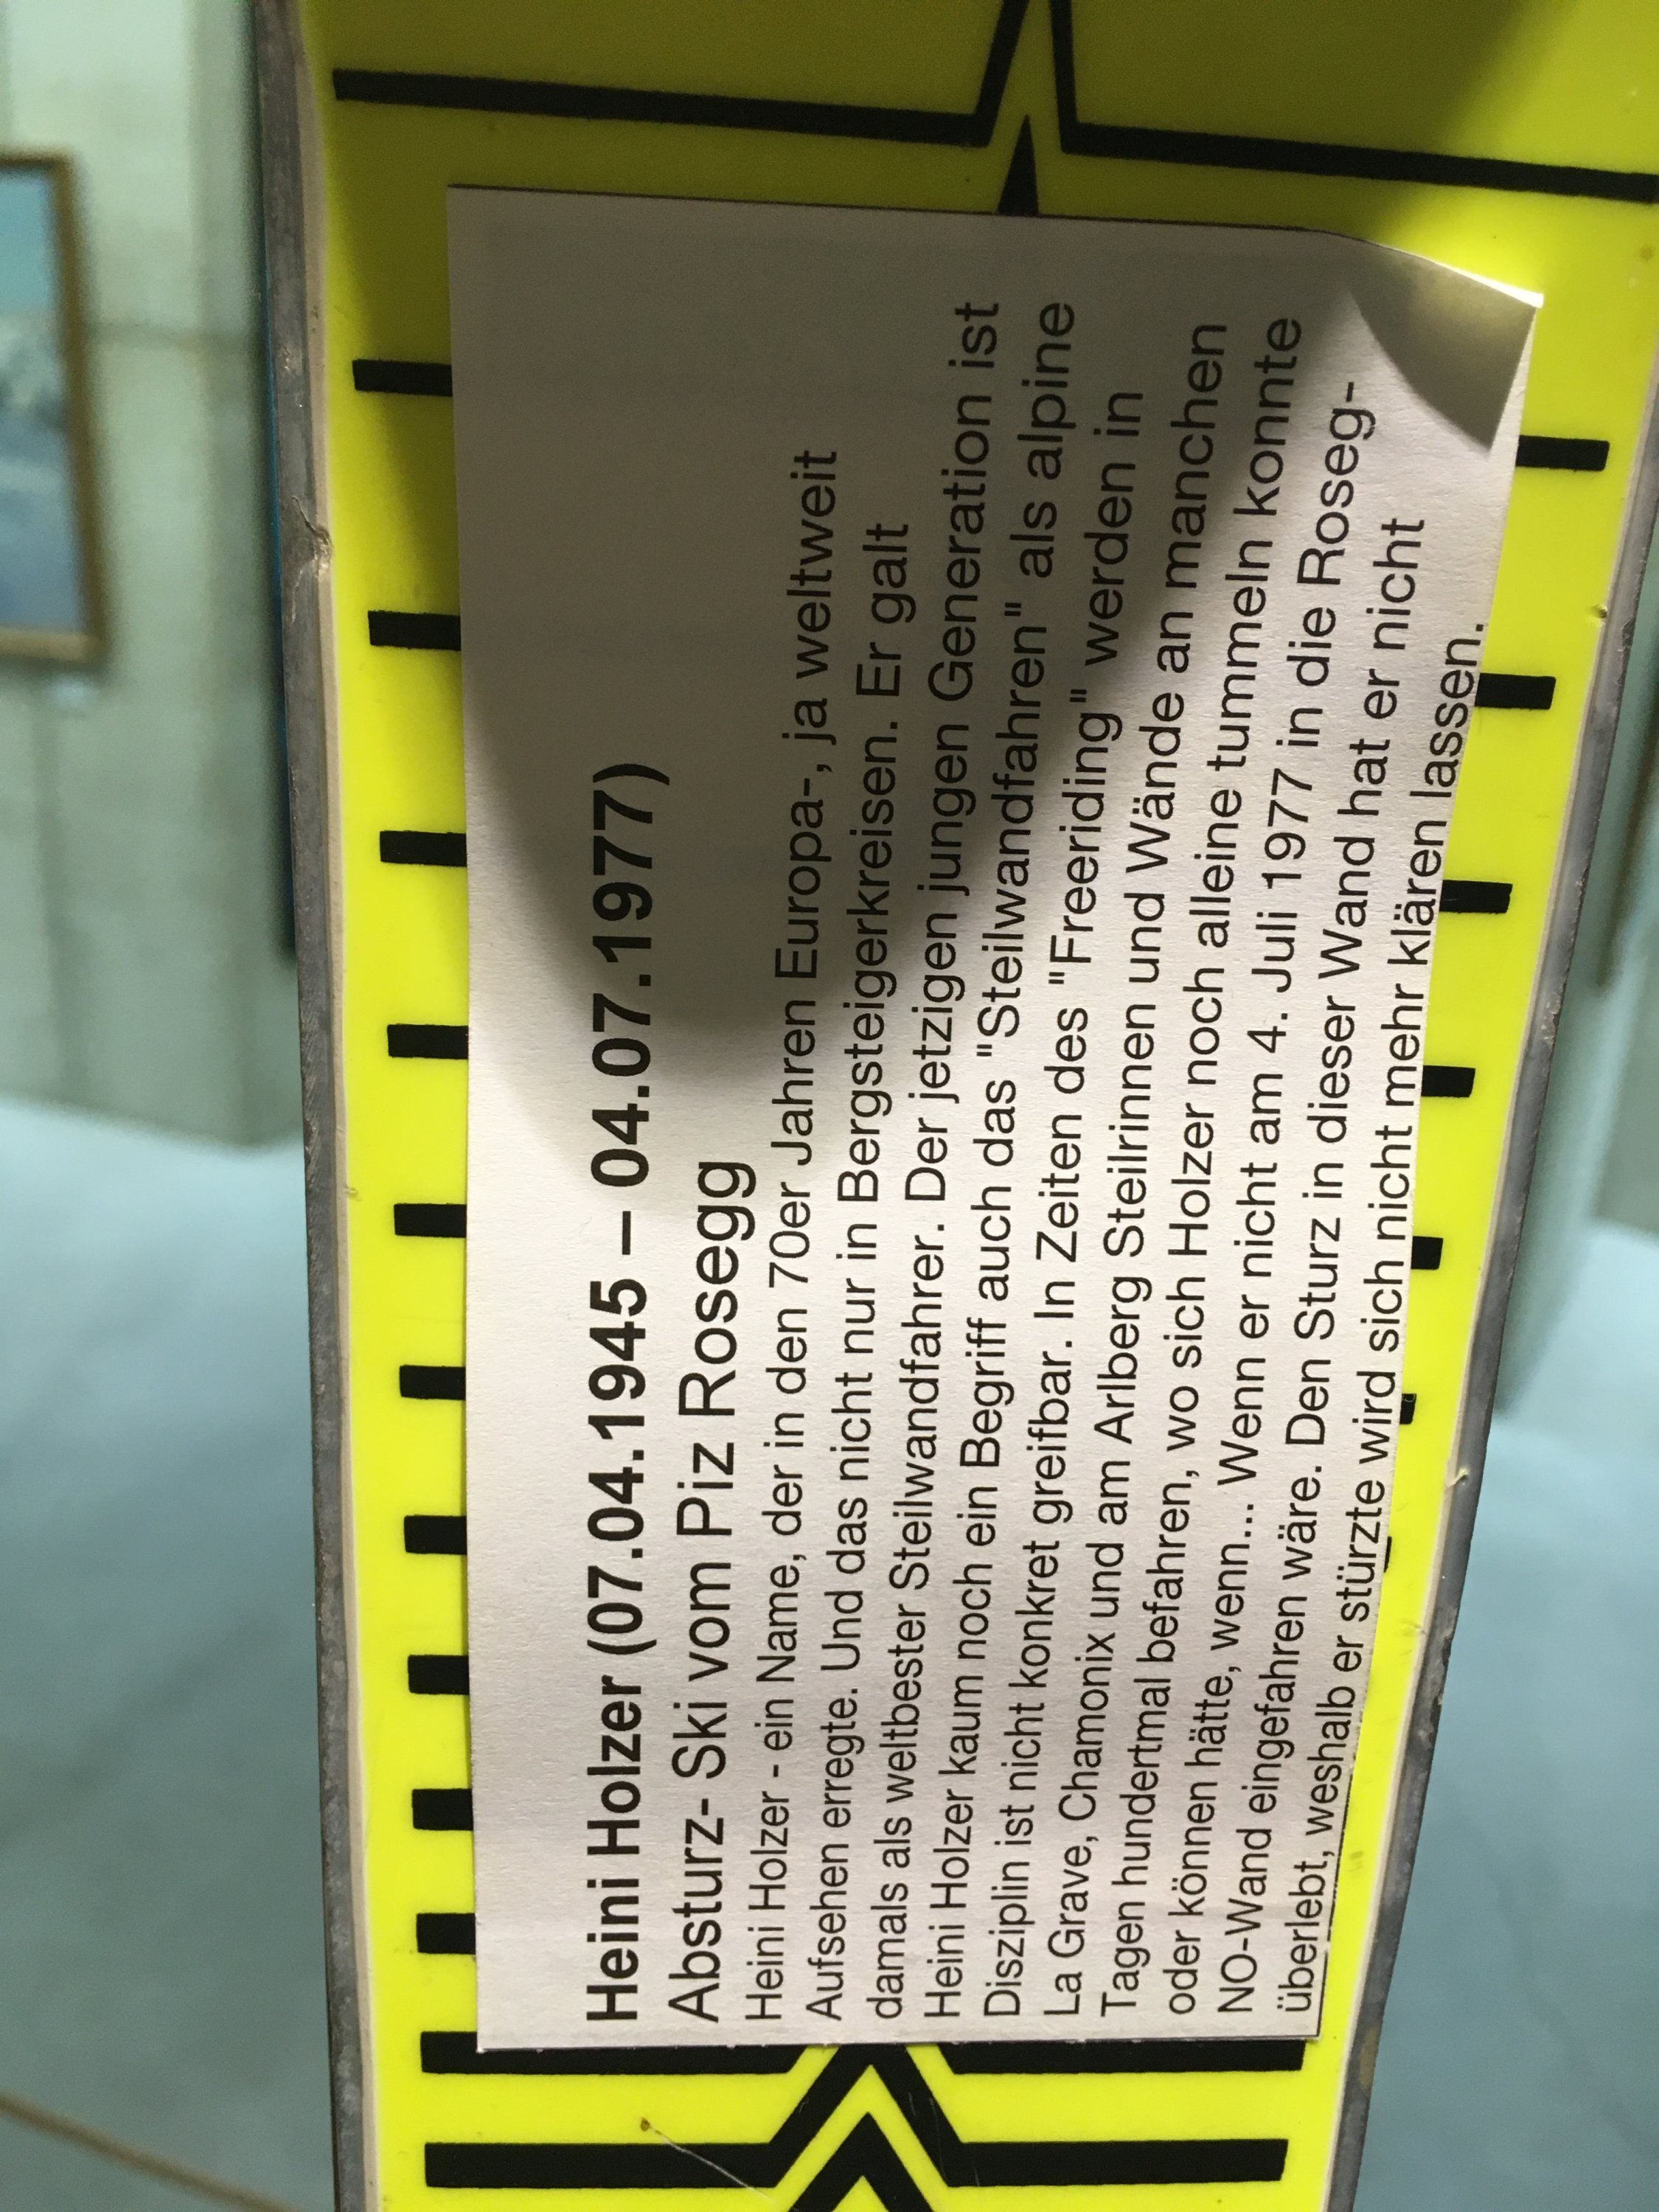 Heini Holzer (07.04.1945 – 04.07.1977)
Absturz- Ski vom Piz Rosegg
Heini Holzer - ein Name, der in den 70er Jahren Europa-, ja weltweit
Aufsehen erregte. Und das nicht nur in Bergsteigerkreisen. Er galt
damals als weltbester Steilwandfahrer. Der jetzigen jungen Generation ist
Heini Holzer kaum noch ein Begriff auch das "Steilwandfahren" als alpine
Disziplin ist nicht konkret greifbar. In Zeiten des "Freeriding" werden in
La Grave, Chamonix und am Arlberg Steilrinnen und Wände an manchen
Tagen hundertmal befahren, wo sich Holzer noch alleine tummeln konnte
oder können hätte, wenn... Wenn er nicht am 4. Juli 1977 in die Roseg-
NO-Wand eingefahren wäre. Den Sturz in dieser Wand hat er nicht
überlebt, weshalb er stürzte wird sich nicht mehr klären lassen.